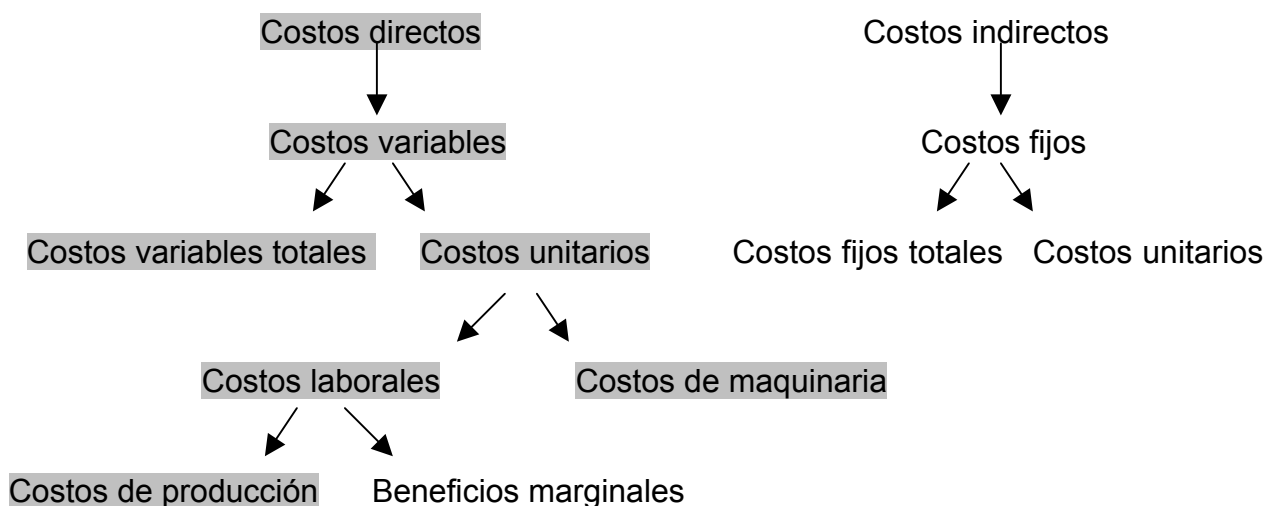 Costos directos
Costos indirectos
Costos variables
Costos fijos
Costos variables totales
Costos unitarios
Costos fijos totales
Costos unitarios
Costos laborales
Costos de maquinaria
Costos de producción
Beneficios marginales